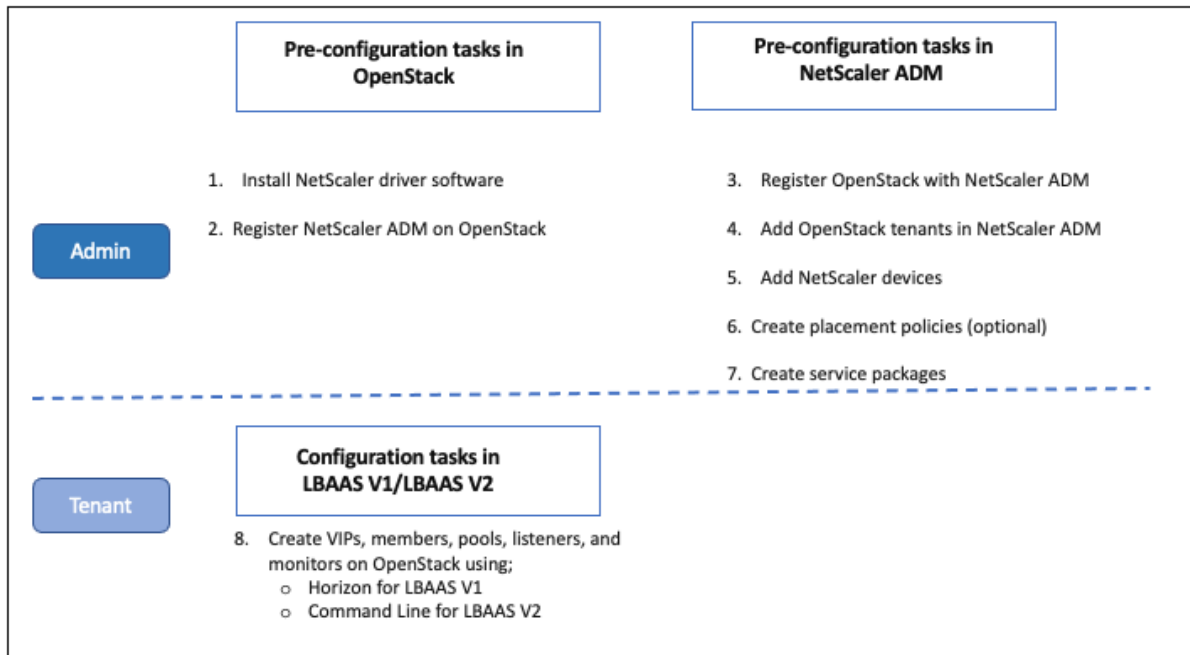 Pre-configuration tasks in
OpenStack
Pre-configuration tasks in
NetScaler ADM
Admin
1. Install NetScaler driver software
2. Register NetScaler ADM on OpenStack
3. Register OpenStack with NetScaler ADM
4. Add OpenStack tenants in NetScaler ADM
5. Add NetScaler devices
6. Create placement policies (optional)
7. Create service packages
Tenant
Configuration tasks in
LBAAS V1/LBAAS V2
8. Create VIPs, members, pools, listeners, and
monitors on OpenStack using;
o Horizon for LBAAS V1
o Command Line for LBAAS V2